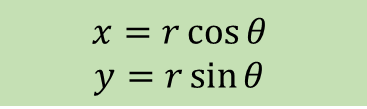 x = r cos θ
y = r sin θ